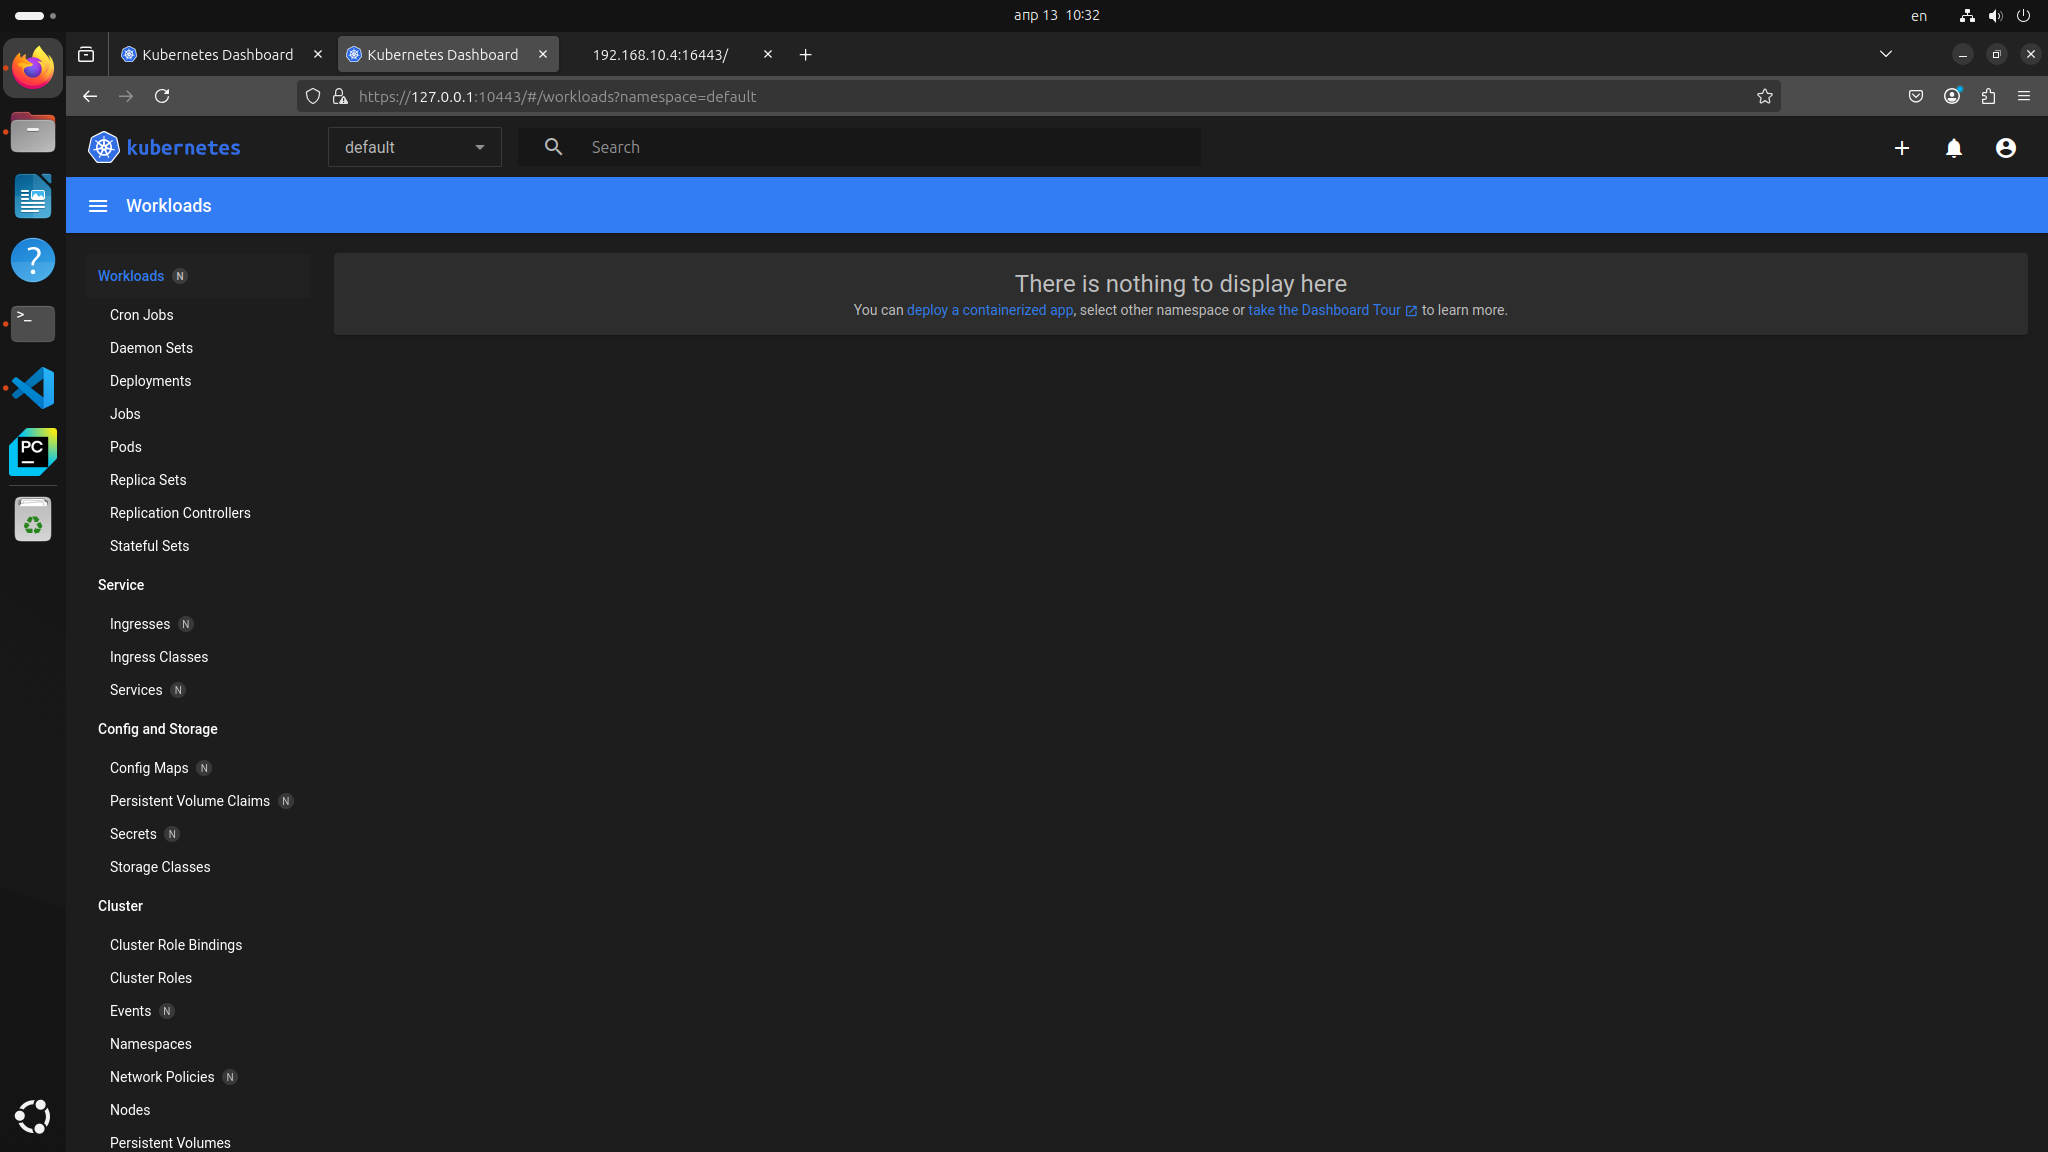 апр 13 10:32
en
Kubernetes Dashboard
Kubernetes Dashboard
192.168.10.4:16443/
https://127.0.0.1:10443/#/workloads?namespace=default
kubernetes
default
Search
Workloads
Workloads N
There is nothing to display here
You can deploy a containerized app, select other namespace or take the Dashboard Tour to learn more.
Cron Jobs
Daemon Sets
Deployments
Jobs
Pods
Replica Sets
Replication Controllers
Stateful Sets
Service
Ingresses N
Ingress Classes
Services N
Config and Storage
Config Maps N
Persistent Volume Claims N
Secrets N
Storage Classes
Cluster
Cluster Role Bindings
Cluster Roles
Events N
Namespaces
Network Policies N
Nodes
Persistent Volumes
?
>_
PC